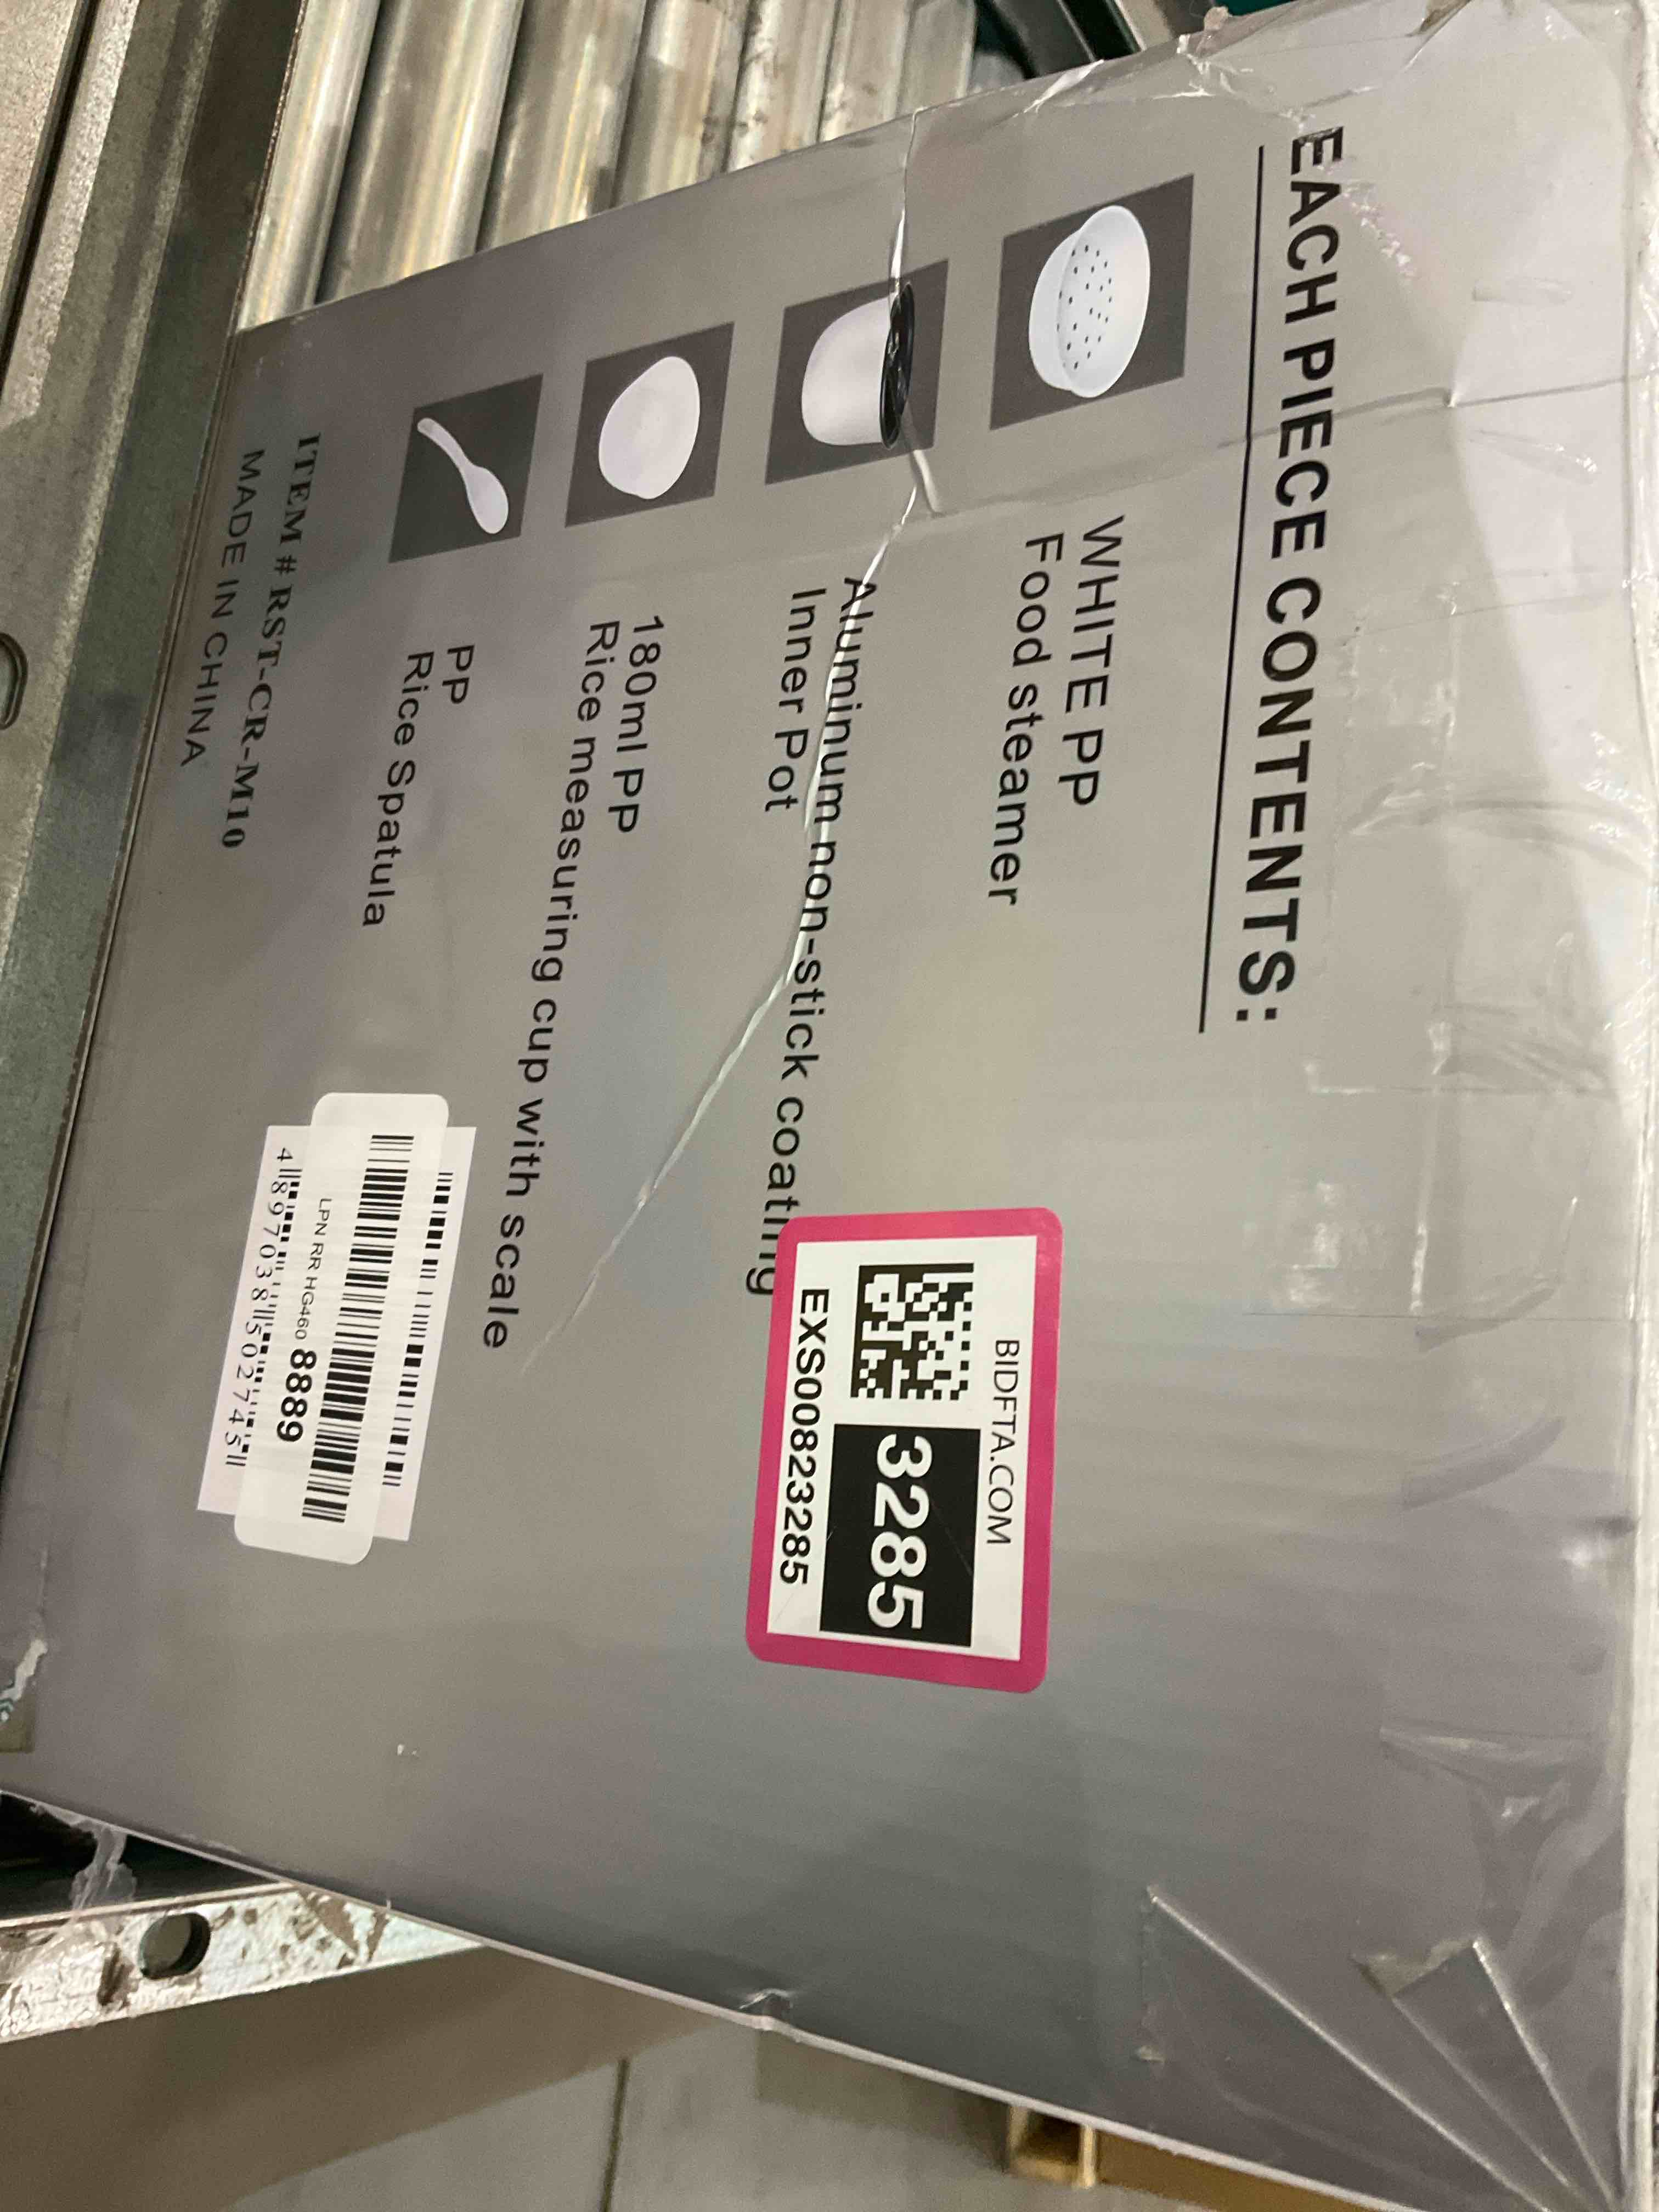 EACH PIECE CONTENTS:
WHITE PP
Food steamer
Aluminum non-stick coating
Inner Pot
180ml PP
Rice measuring cup with scale
PP
Rice Spatula
ITEM # RST-CR-M10
MADE IN CHINA
BIDFTA.COM
3285
EXS00823285
LPN RR HG460 8889
4 897038 502745